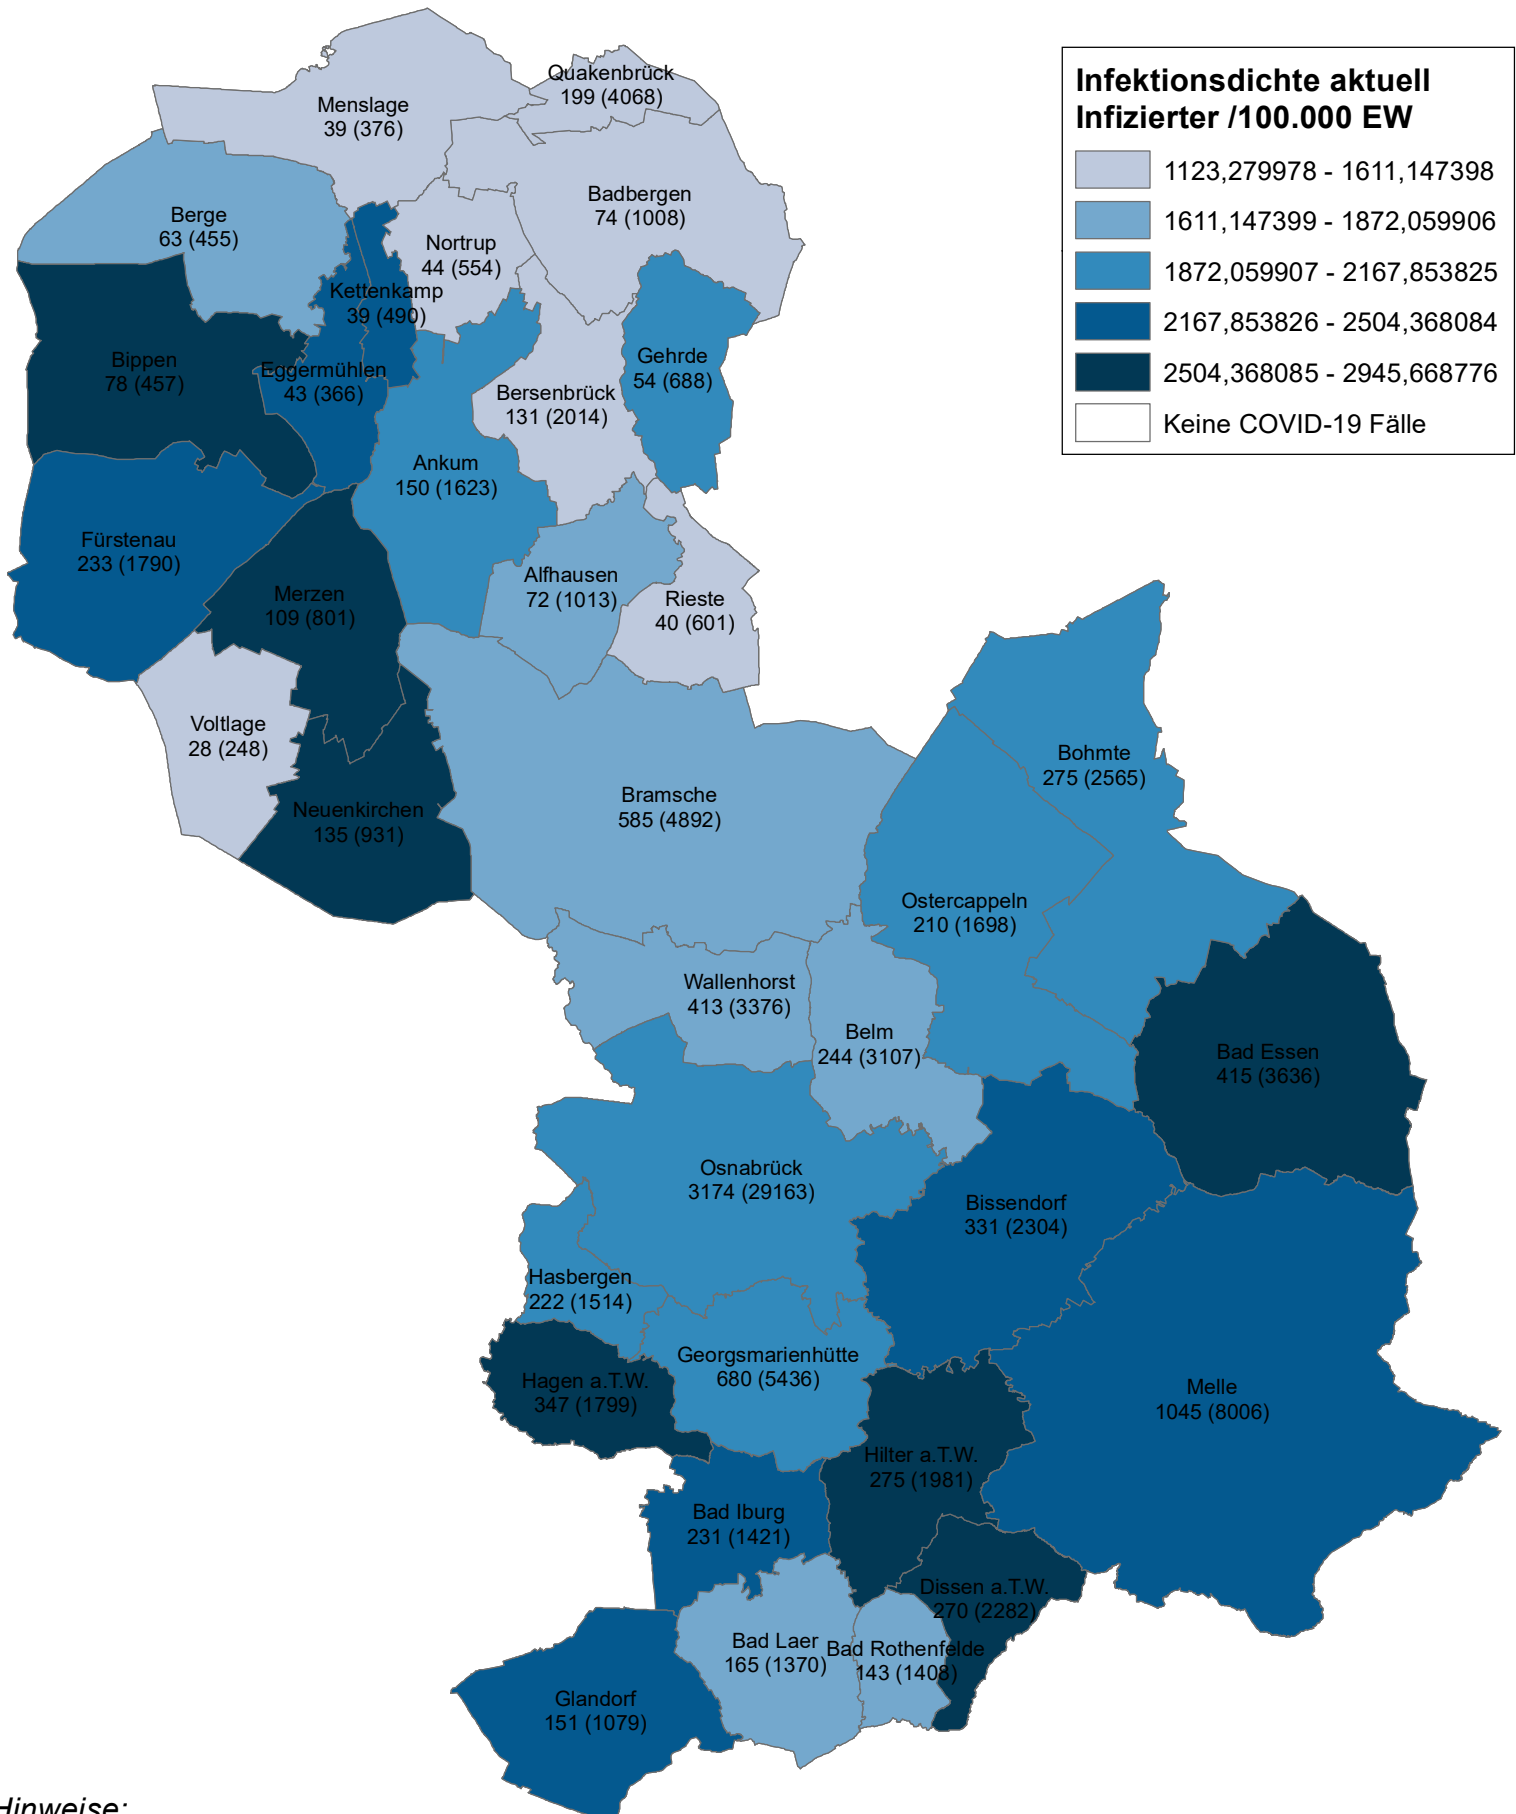 Infektionsdichte aktuell
Infizierter /100.000 EW
1123,279978 - 1611,147398
1611,147399 - 1872,059906
1872,059907 - 2167,853825
2167,853826 - 2504,368084
2504,368085 - 2945,668776
Keine COVID-19 Fälle
Quakenbrück
199 (4068)
Menslage
39 (376)
Badbergen
74 (1008)
Berge
63 (455)
Nortrup
44 (554)
Kettenkamp
39 (490)
Bippen
78 (457)
Eggermühlen
43 (366)
Gehrde
54 (688)
Bersenbrück
131 (2014)
Ankum
150 (1623)
Fürstenau
233 (1790)
Alfhausen
72 (1013)
Merzen
109 (801)
Rieste
40 (601)
Voltlage
28 (248)
Bohmte
275 (2565)
Bramsche
585 (4892)
Neuenkirchen
135 (931)
Ostercappeln
210 (1698)
Wallenhorst
413 (3376)
Belm
244 (3107)
Bad Essen
415 (3636)
Osnabrück
3174 (29163)
Bissendorf
331 (2304)
Hasbergen
222 (1514)
Georgsmarienhütte
680 (5436)
Hagen a.T.W.
347 (1799)
Melle
1045 (8006)
Hilter a.T.W.
275 (1981)
Bad Iburg
231 (1421)
Dissen a.T.W.
270 (2282)
Bad Laer
165 (1370)
Bad Rothenfelde
143 (1408)
Glandorf
151 (1079)
Hinweise: